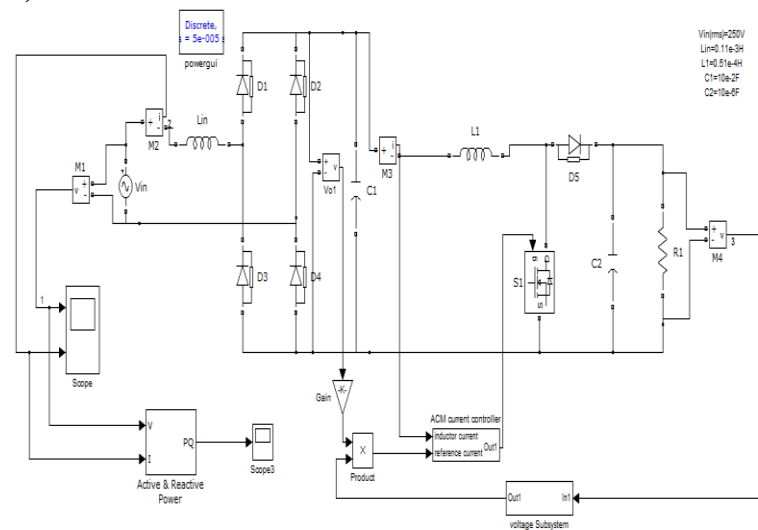 Discrete,
s = 5e-005 s
powergui
Vin(rms)=250V
Lin=0.11e-3H
L1=0.51e-4H
C1=10e-2F
C2=10e-6F
D1
D2
Lin
i
+
-
2
M2
L1
i
+
-
M3
D5
M1
v
+
-
Vin
+
v
-
Vo1
C1
D3
D4
S1
g
D
S
C2
R1
+
v
-
M4
3
1
Scope
-K-
Gain
ACM current controller
inductor current
reference current
Out1
X
Product
V
I
PQ
Active & Reactive
Power
Scope3
Out1
In1
voltage Subsystem